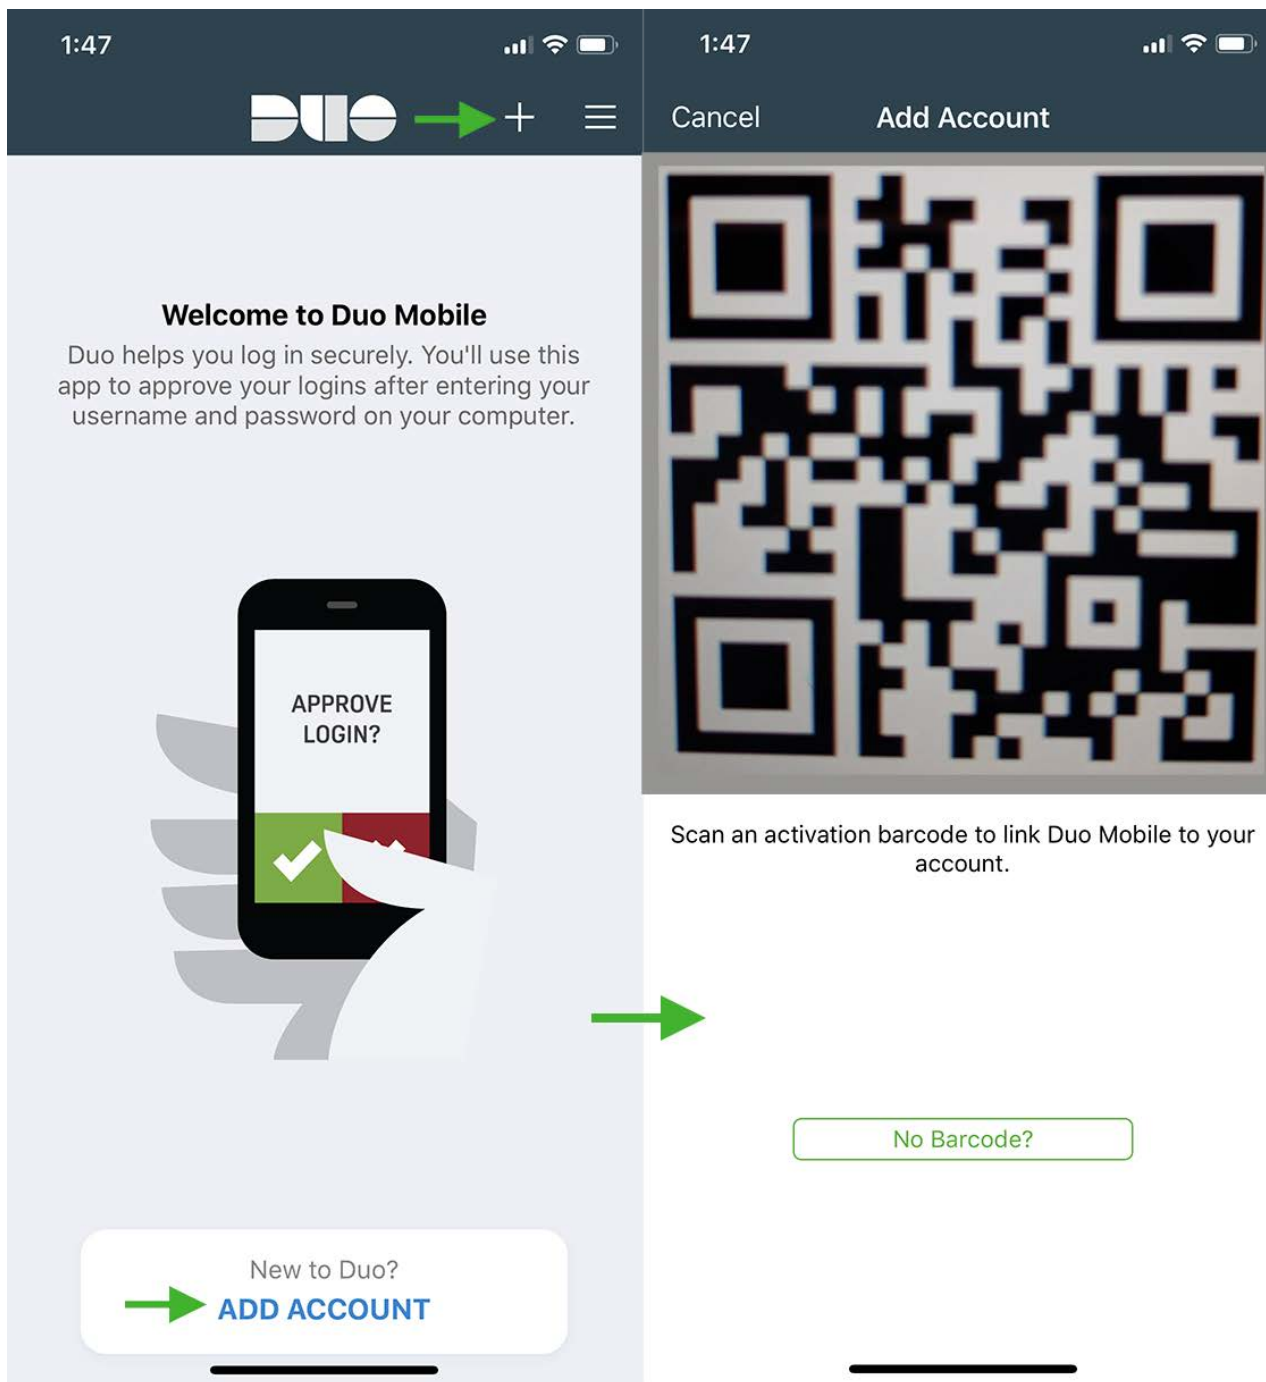 1:47
DUO
Welcome to Duo Mobile
Duo helps you log in securely. You'll use this
app to approve your logins after entering your
username and password on your computer.
APPROVE
LOGIN?
New to Duo?
ADD ACCOUNT
1:47
Cancel
Add Account
Scan an activation barcode to link Duo Mobile to your
account.
No Barcode?